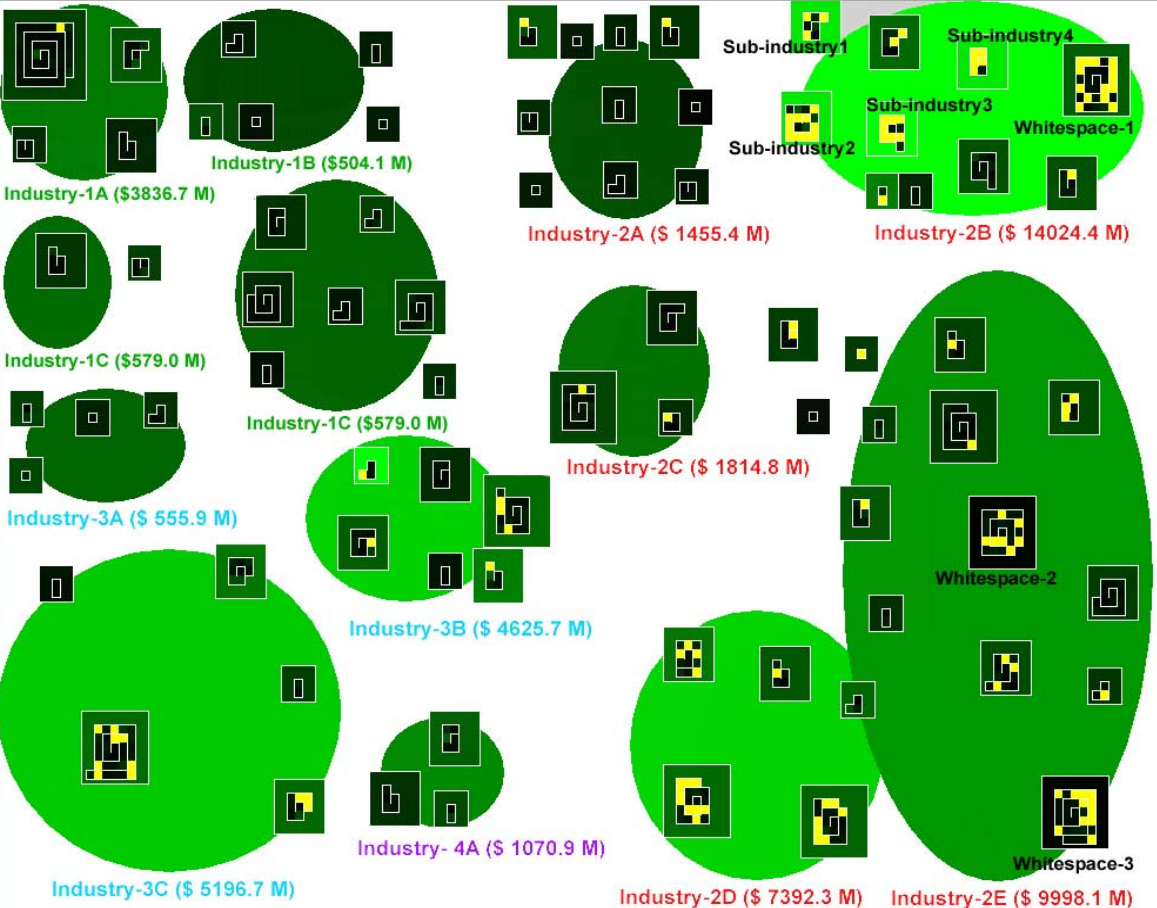 Sub-industry1
Sub-industry4
Sub-industry3
Whitespace-1
Sub-industry2
Industry-1B ($504.1 M)
Industry-1A ($3836.7 M)
Industry-2A ($ 1455.4 M)
Industry-2B ($ 14024.4 M)
Industry-1C ($579.0 M)
Industry-1C ($579.0 M)
Industry-2C ($ 1814.8 M)
Industry-3A ($ 555.9 M)
Whitespace-2
Industry-3B ($ 4625.7 M)
Industry- 4A ($ 1070.9 M)
Whitespace-3
Industry-3C ($ 5196.7 M)
Industry-2D ($ 7392.3 M)
Industry-2E ($ 9998.1 M)